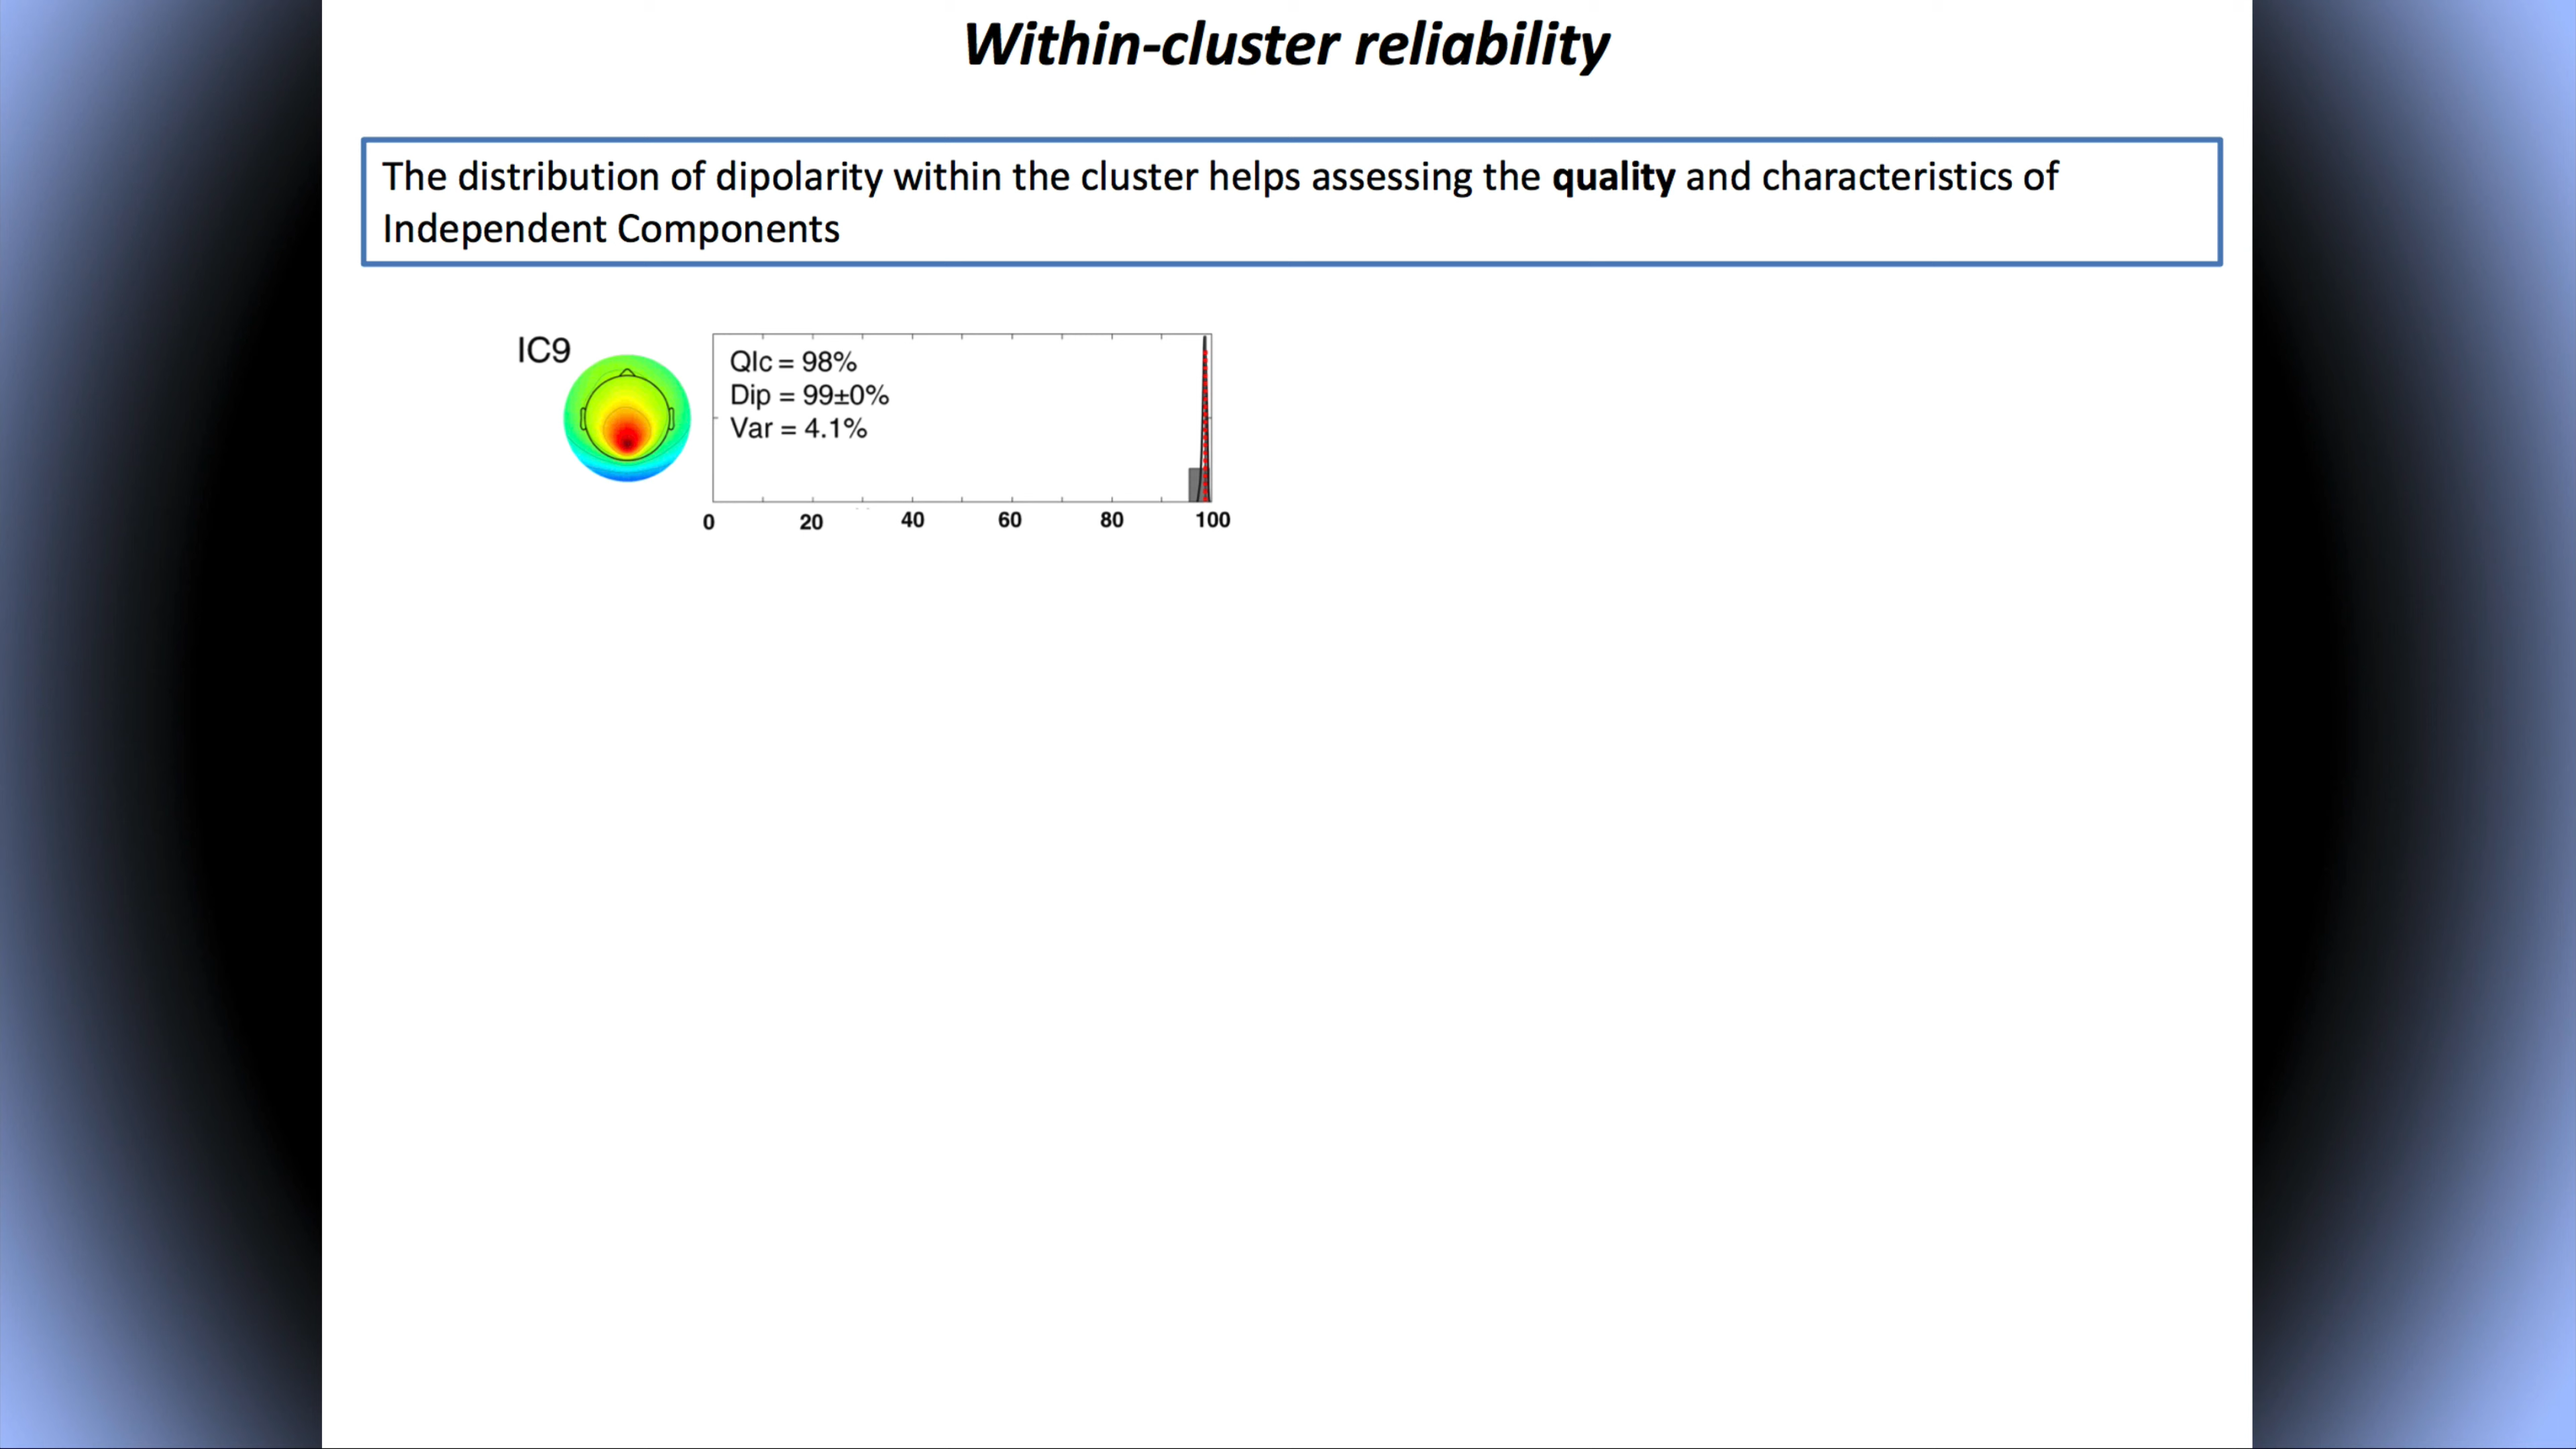 Within-cluster reliability
The distribution of dipolarity within the cluster helps assessing the quality and characteristics of
Independent Components
IC9
QIc = 98%
Dip = 99±0%
Var = 4.1%
0 20 40 60 80 100